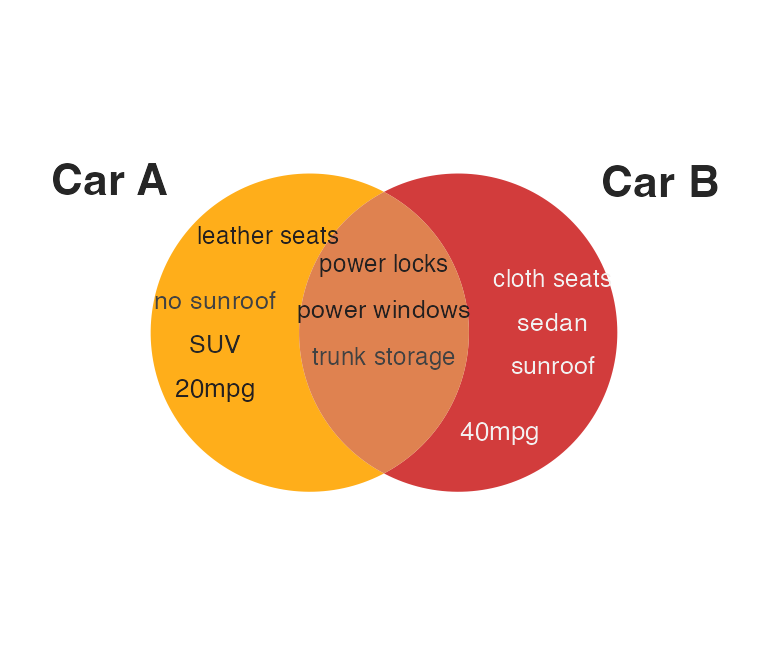 Car A
Car B
leather seats
no sunroof
SUV
20mpg
power locks
power windows
trunk storage
cloth seats
sedan
sunroof
40mpg